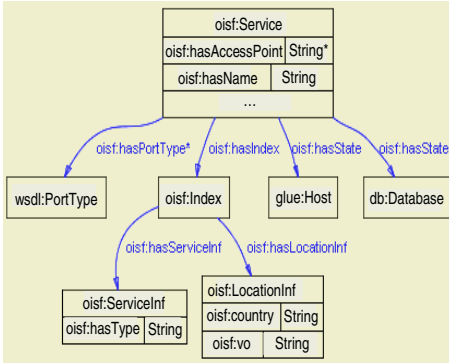 oisf:Service
oisf:hasAccessPoint String*
oisf:hasName String
...
oisf:hasPortType* oisf:hasIndex oisf:hasState oisf:hasState
wsdl:PortType oisf:Index glue:Host db:Database
oisf:hasServiceInf oisf:hasLocationInf
oisf:ServiceInf oisf:LocationInf
oisf:hasType String oisf:country String
oisf:vo String